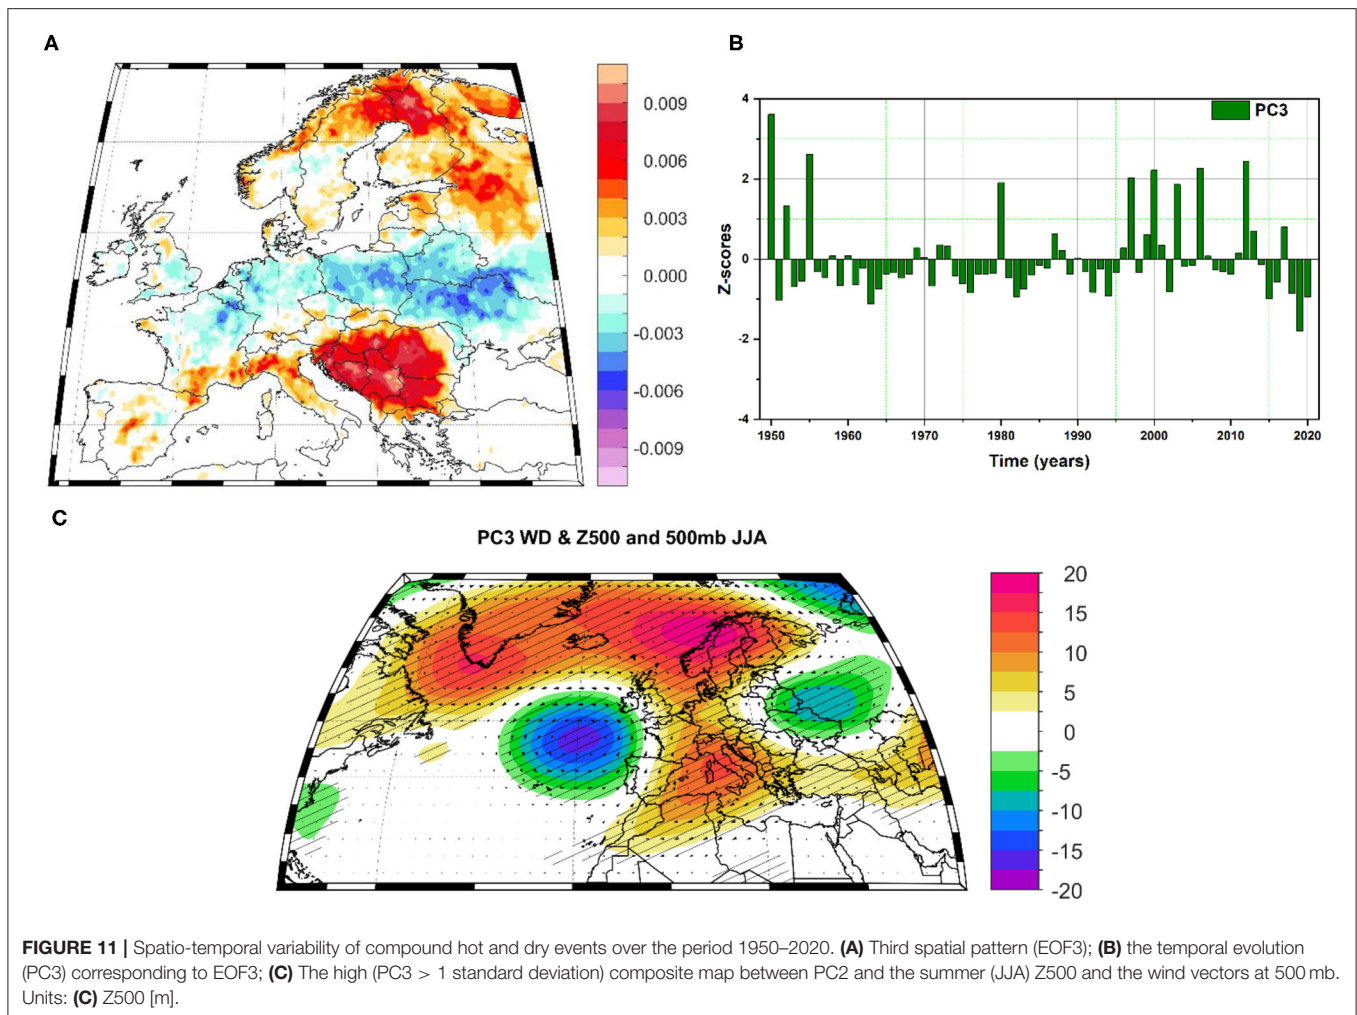 A
0.009
0.006
0.003
0.000
-0.003
-0.006
-0.009
B
PC3
Z-scores
4
2
0
-2
-4
1950 1960 1970 1980 1990 2000 2010 2020
Time (years)
C
PC3 WD & Z500 and 500mb JJA
20
15
10
5
0
-5
-10
-15
-20
FIGURE 11 | Spatio-temporal variability of compound hot and dry events over the period 1950–2020. (A) Third spatial pattern (EOF3); (B) the temporal evolution
(PC3) corresponding to EOF3; (C) The high (PC3 > 1 standard deviation) composite map between PC2 and the summer (JJA) Z500 and the wind vectors at 500 mb.
Units: (C) Z500 [m].